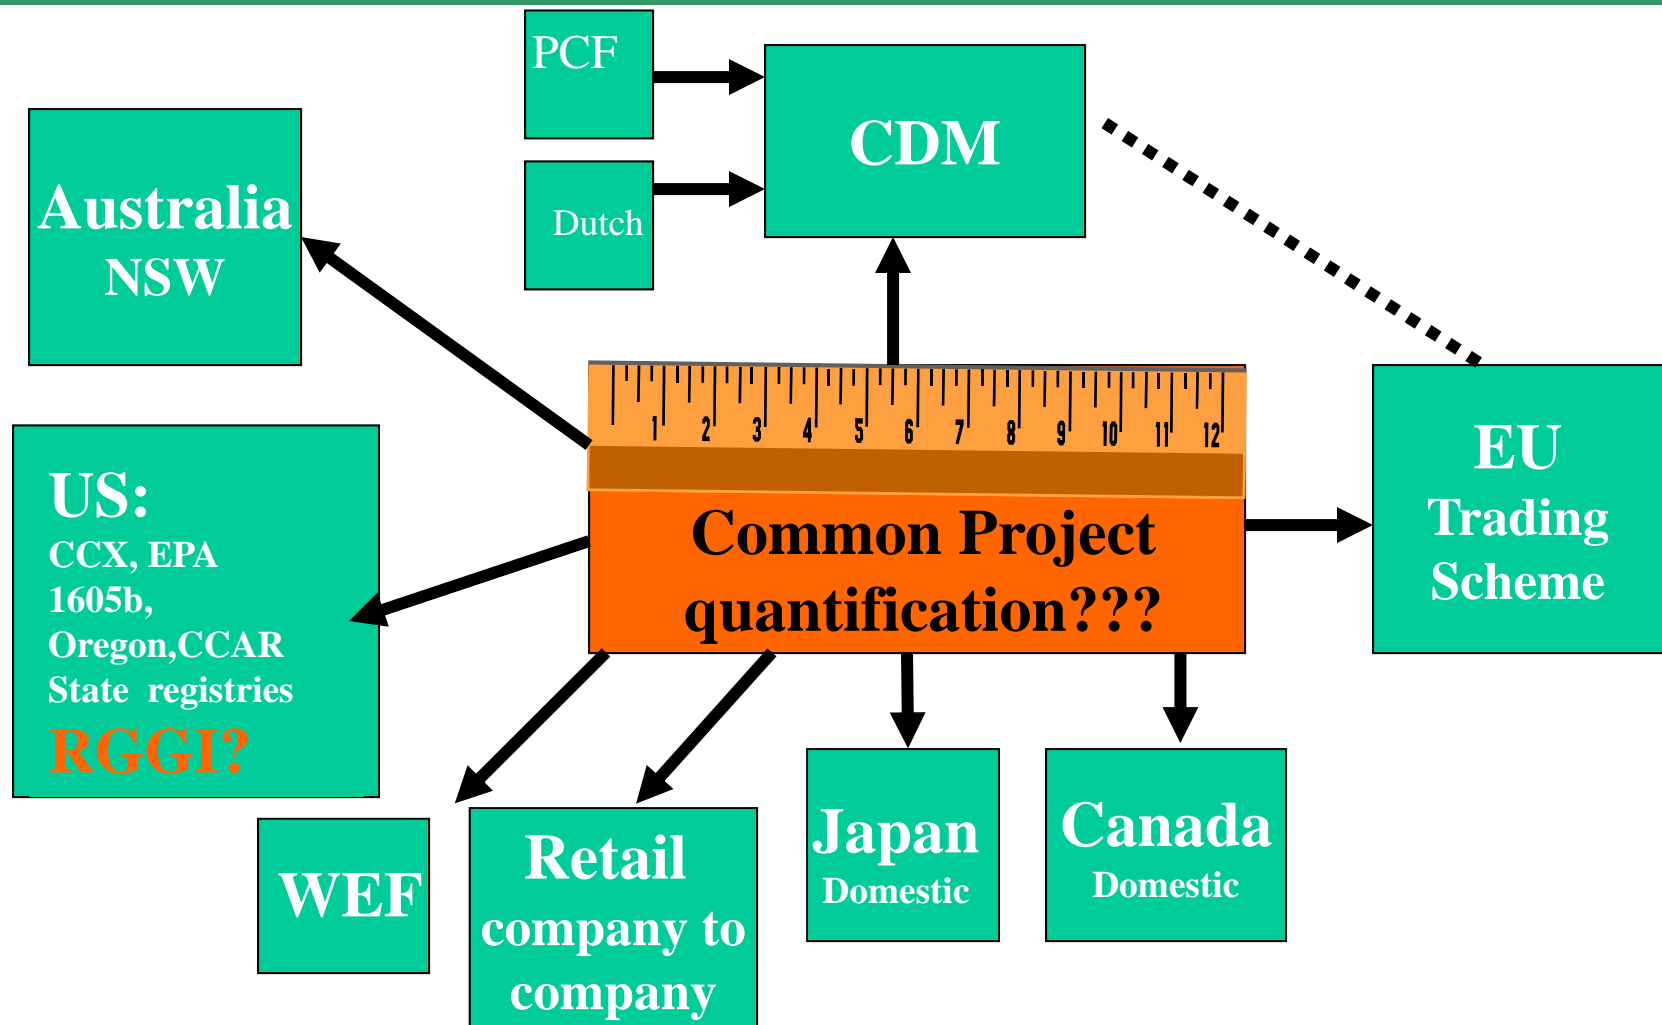 PCF
CDM
Dutch
Australia
NSW
1 2 3 4 5 6 7 8 9 10 11 12
Common Project
quantification???
EU
Trading
Scheme
US:
CCX, EPA
1605b,
Oregon,CCAR
State registries
RGGI?
WEF
Retail
company to
company
Japan
Domestic
Canada
Domestic